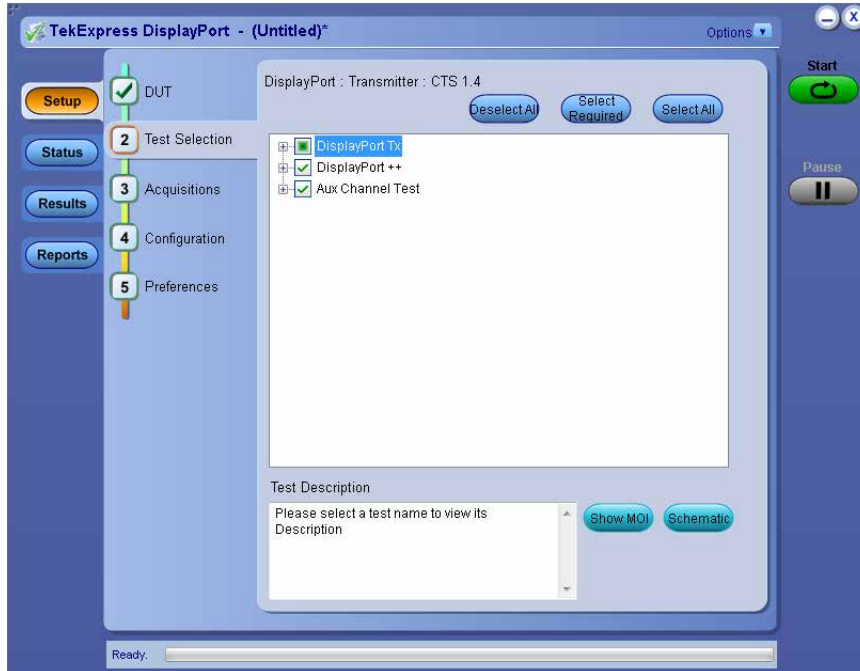 TekExpress DisplayPort - (Untitled)*
Options
Start
Pause
Setup
Status
Results
Reports
DUT
2 Test Selection
3 Acquisitions
4 Configuration
5 Preferences
DisplayPort : Transmitter : CTS 1.4
Deselect All
Select Required
Select All
DisplayPort Tx
DisplayPort ++
Aux Channel Test
Test Description
Please select a test name to view its
Description
Show MOI
Schematic
Ready.